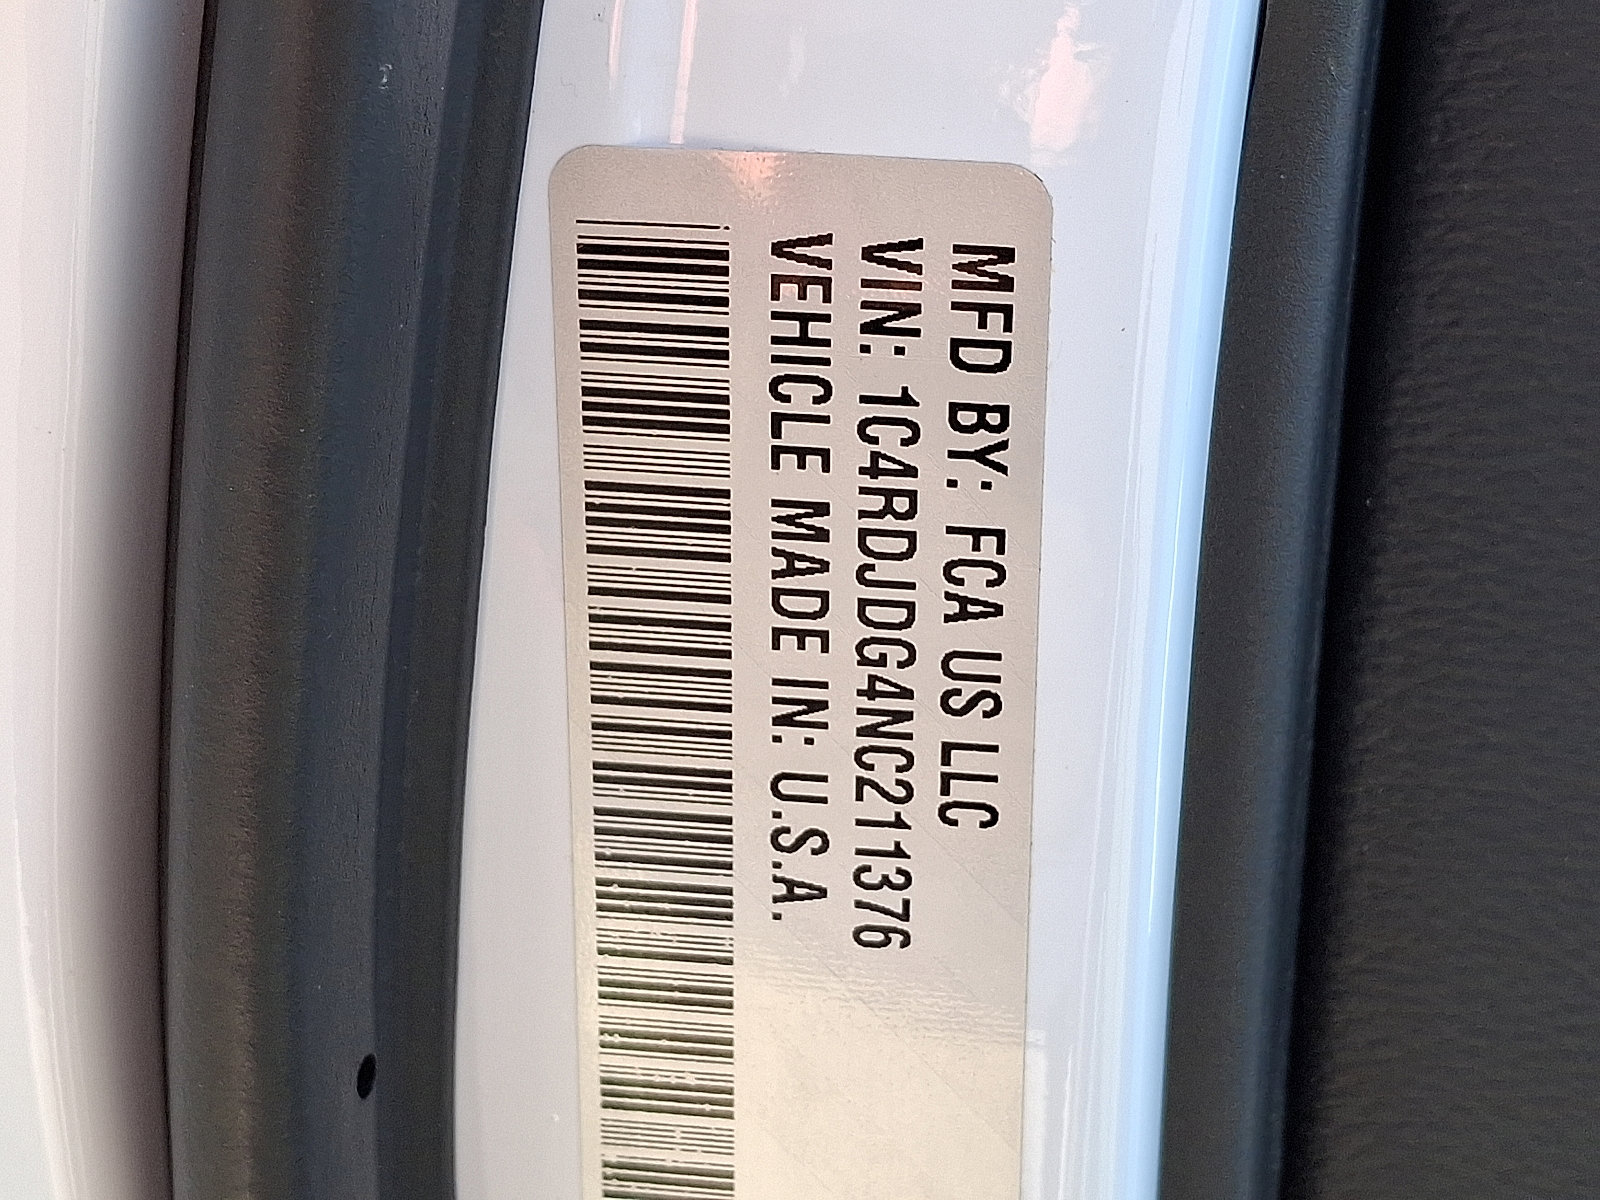 MFD BY: FCA US LLC
VIN: 1C4RDJDG4NC211376
VEHICLE MADE IN: U.S.A.